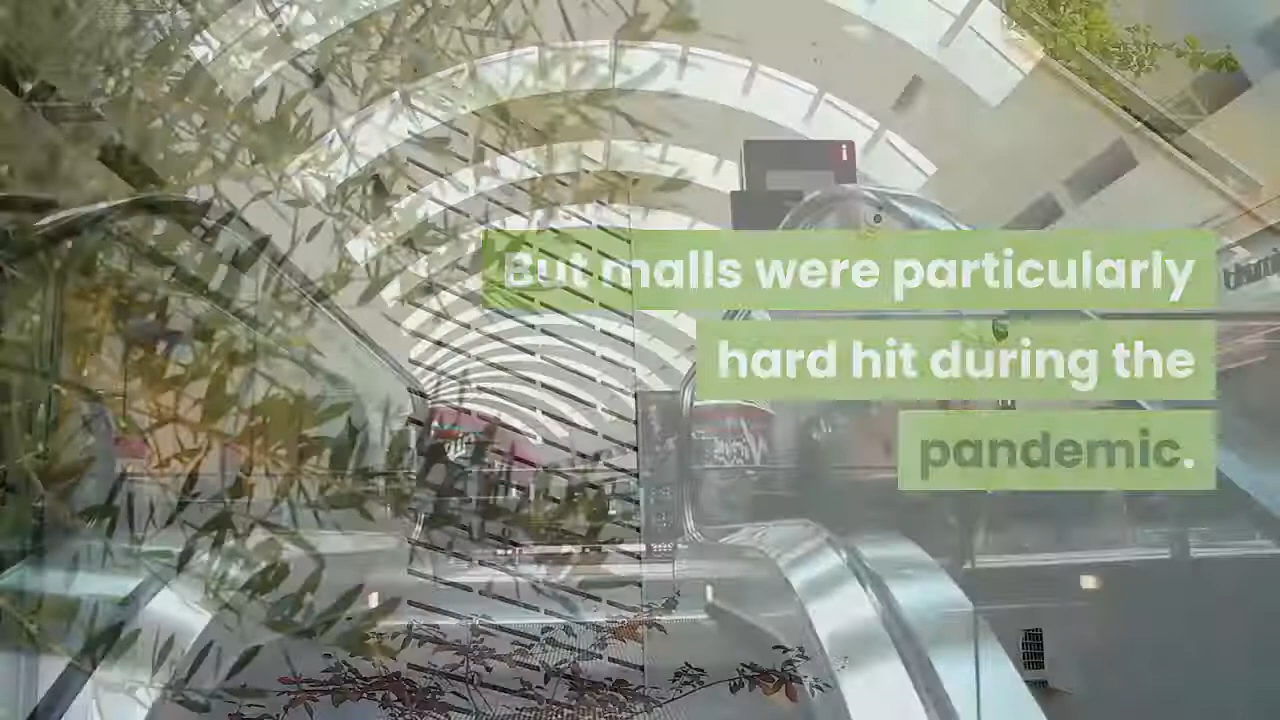 i
But malls were particularly
hard hit during the
pandemic.